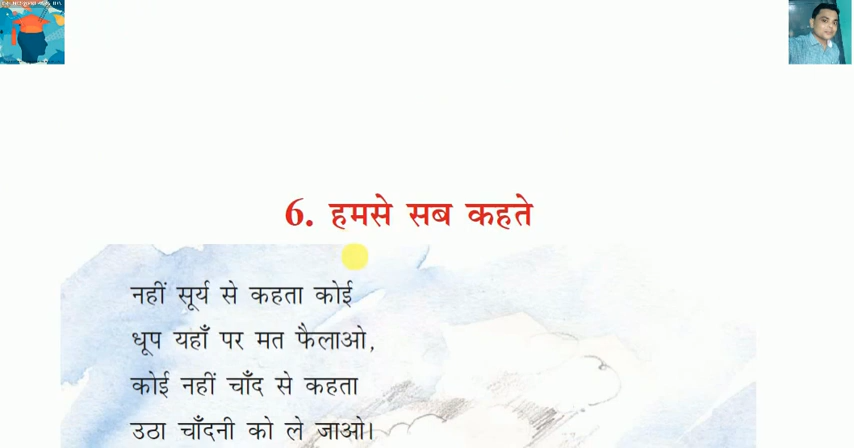 6. हमसे सब कहते
नहीं सूर्य से कहता कोई
धूप यहाँ पर मत फैलाओ,
कोई नहीं चाँद से कहता
उठा चाँदनी को ले जाओ।